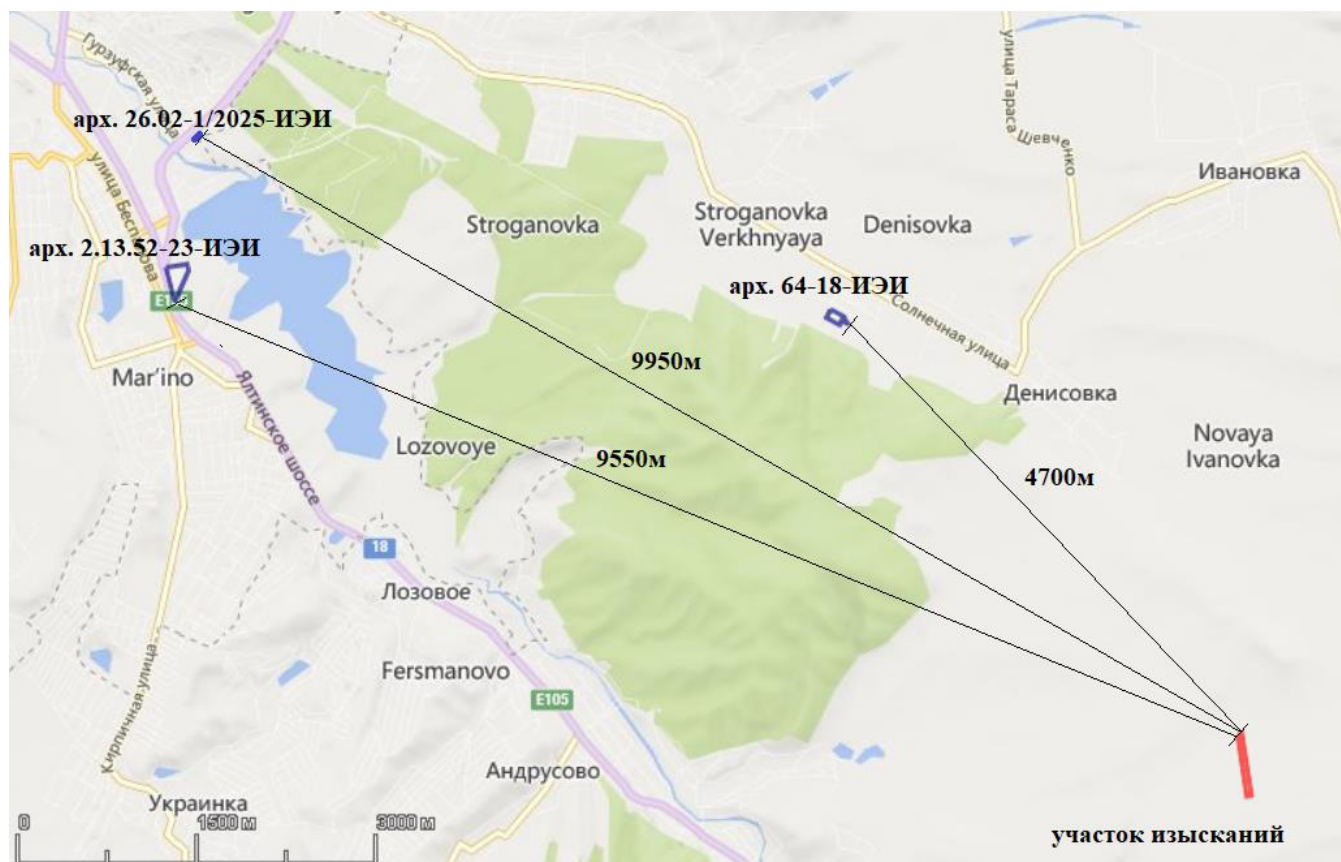 Гурзуфская улица
арх. 26.02-1/2025-ИЭИ
улица Тараса Шевченко
Ивановка
улица Беспалова
Stroganovka
Stroganovka
Verkhnyaya
Denisovka
арх. 2.13.52-23-ИЭИ
арх. 64-18-ИЭИ
Солнечная улица
9950м
Mar'ino
Ялтинское шоссе
Денисовка
Novaya
Ivanovka
Lozovoye
9550м
4700м
18
Лозовое
Fersmanovo
E105
Кирпичная улица
Андрусово
Украинка
0
1500 м
3000 м
участок изысканий